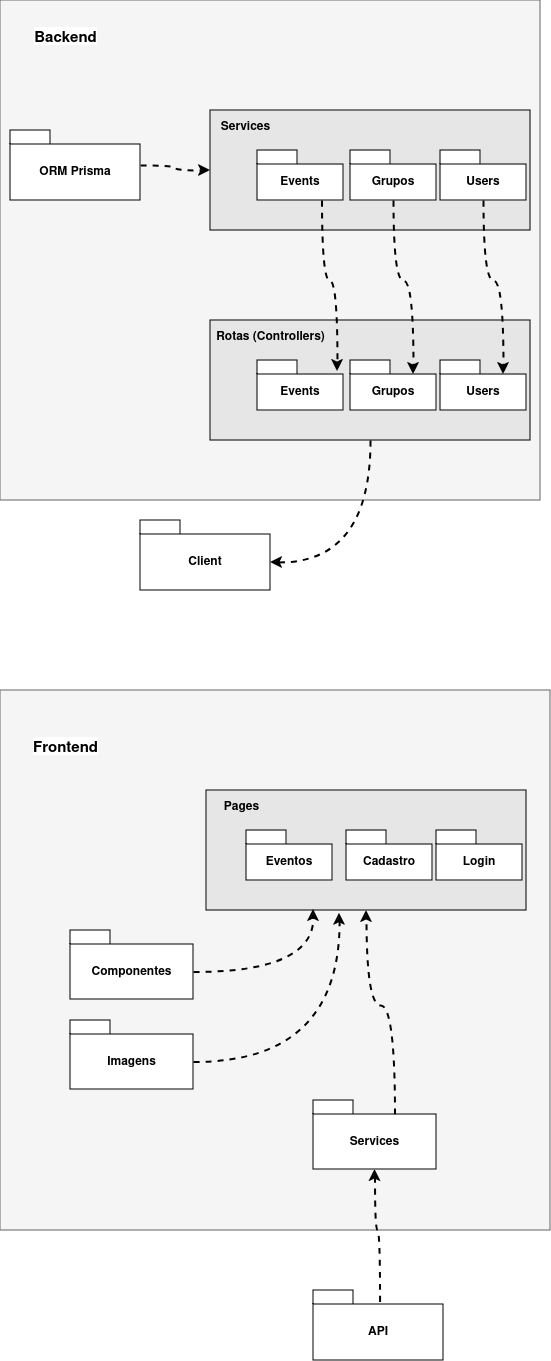 Backend
Services
ORM Prisma
Events
Grupos
Users
Rotas (Controllers)
Events
Grupos
Users
Client
Frontend
Pages
Eventos
Cadastro
Login
Componentes
Imagens
Services
API